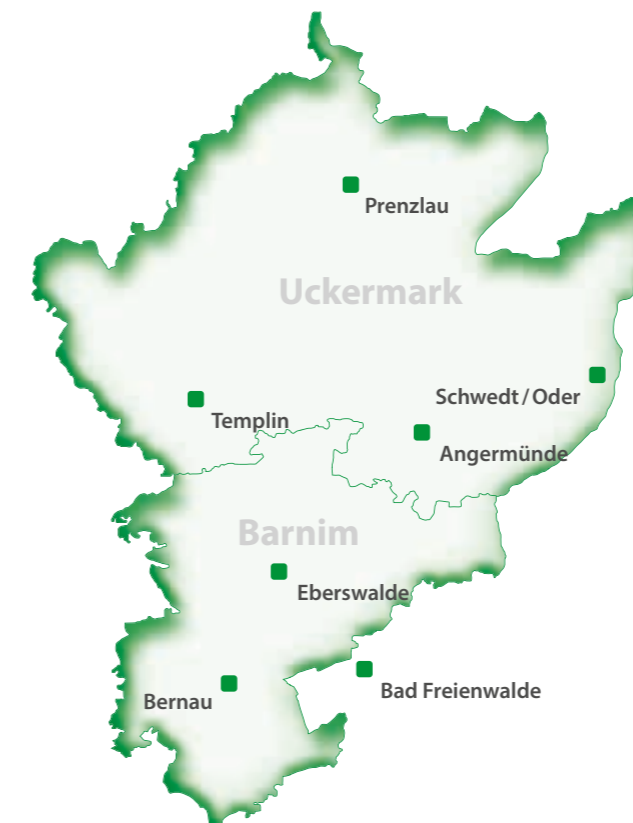 Prenzlau
Uckermark
Schwedt / Oder
Templin
Angermünde
Barnim
Eberswalde
Bad Freienwalde
Bernau